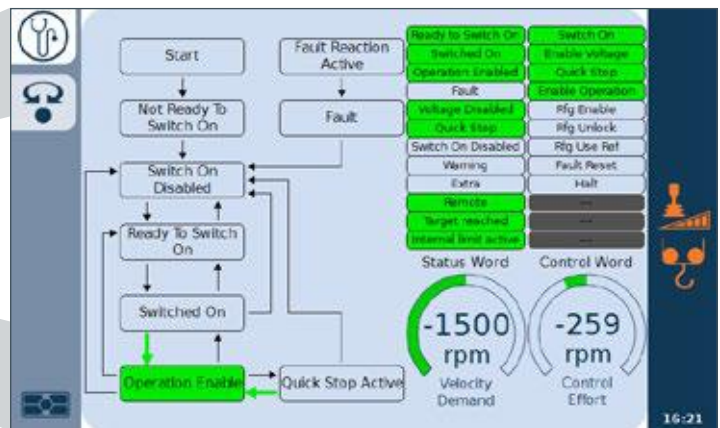 Start
Fault Reaction
Active
Not Ready To
Switch On
Fault
Switch On
Disabled
Ready To Switch
On
Switched On
Operation Enable
Quick Stop Active
Ready to Switch On
Switched On
Operation Enabled
Fault
Voltage Disabled
Quick Stop
Switch On Disabled
Warning
Extra
Remote
Target reached
Internal limit active
Status Word
Switch On
Enable Voltage
Quick Stop
Enable Operation
Rfg Enable
Rfg Unlock
Rfg Use Ref
Fault Reset
Halt
---
---
---
Control Word
-1500
rpm
Velocity
Demand
-259
rpm
Control
Effort
16:21